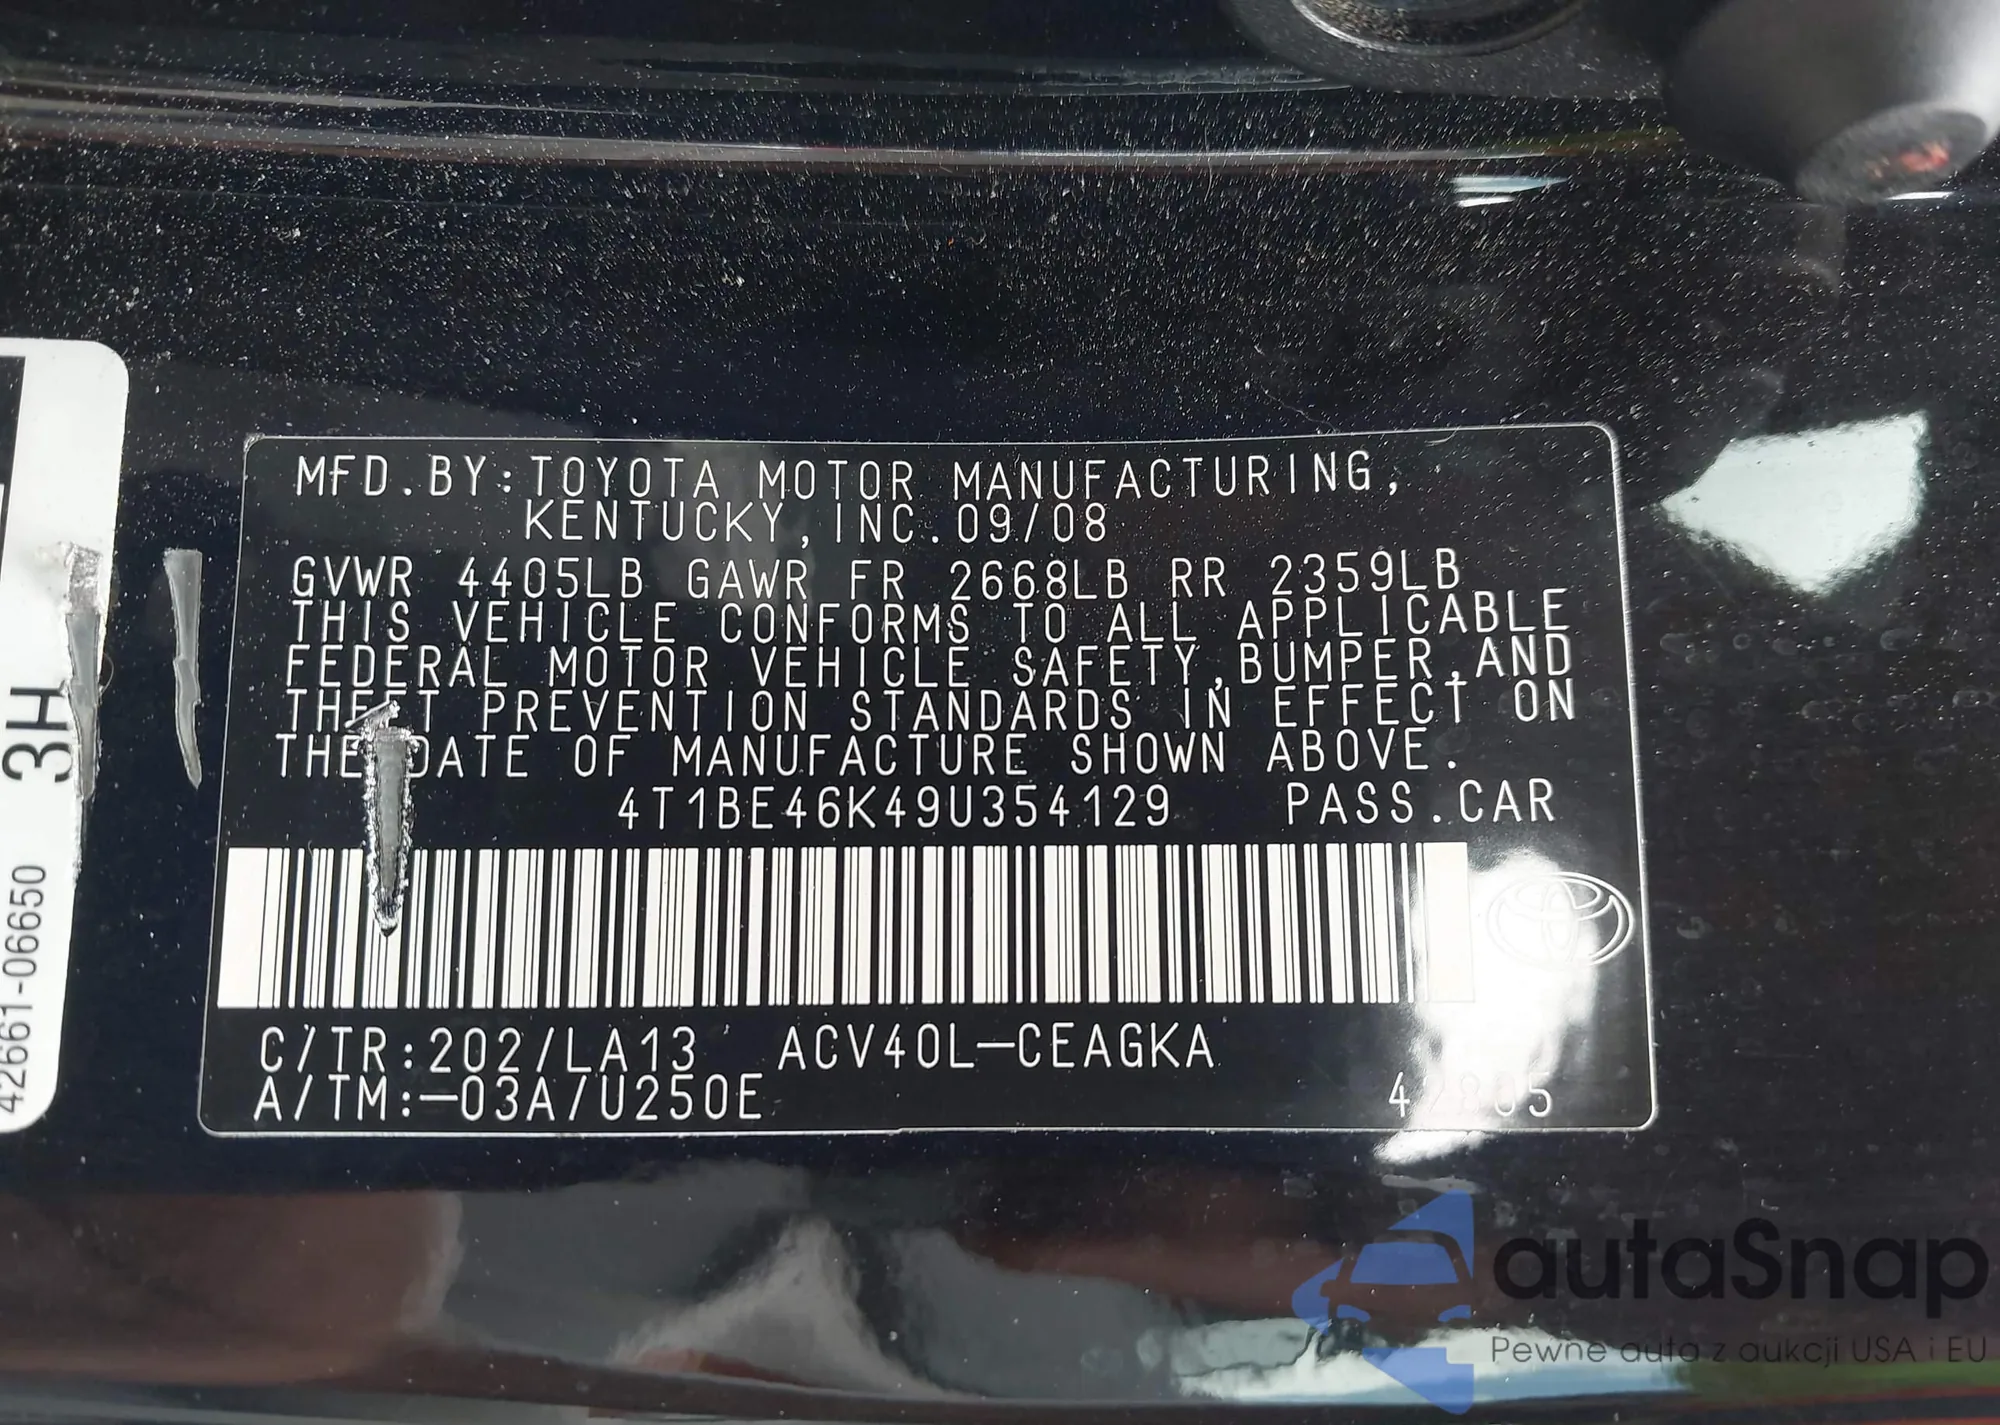 MFD.BY:TOYOTA MOTOR MANUFACTURING,
KENTUCKY,INC.09/08
GVWR 4405LB GAWR FR 2668LB RR 2359LB
THIS VEHICLE CONFORMS TO ALL APPLICABLE
FEDERAL MOTOR VEHICLE SAFETY,BUMPER,AND
THEFT PREVENTION STANDARDS IN EFFECT ON
THE DATE OF MANUFACTURE SHOWN ABOVE.
4T1BE46K49U354129 PASS.CAR
C/TR:202/LA13 ACV40L-CEAGKA
A/TM:-03A/U250E 42805
3H
42661-06650
autaSnap
Pewne auta z aukcji USA i EU